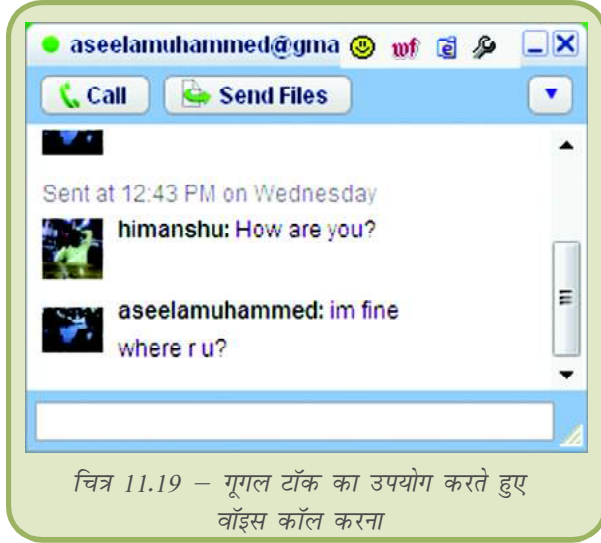 aseelamuhammed@gma
Call Send Files
Sent at 12:43 PM on Wednesday
himanshu: How are you?
aseelamuhammed: im fine
where r u?
चित्र 11.19 – गूगल टॉक का उपयोग करते हुए
वॉइस कॉल करना